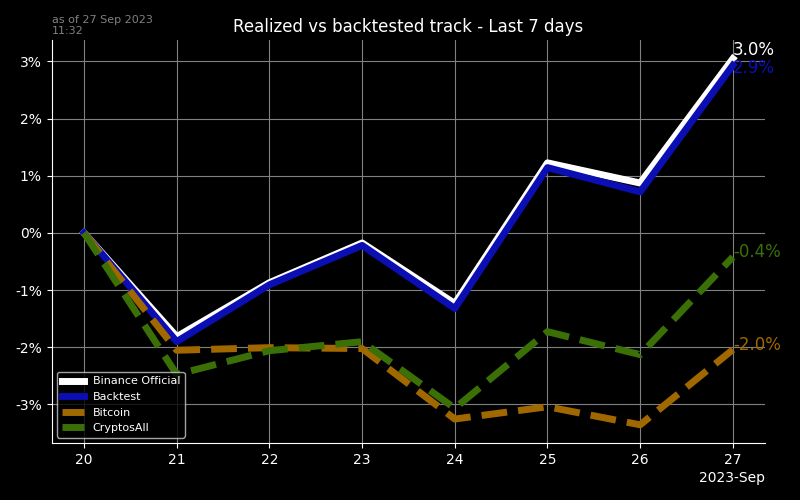 as of 27 Sep 2023
11:32
Realized vs backtested track - Last 7 days
3%
2%
1%
0%
-1%
-2%
-3%
3.0%
2.9%
-0.4%
-2.0%
Binance Official
Backtest
Bitcoin
CryptosAll
20 21 22 23 24 25 26 27
2023-Sep